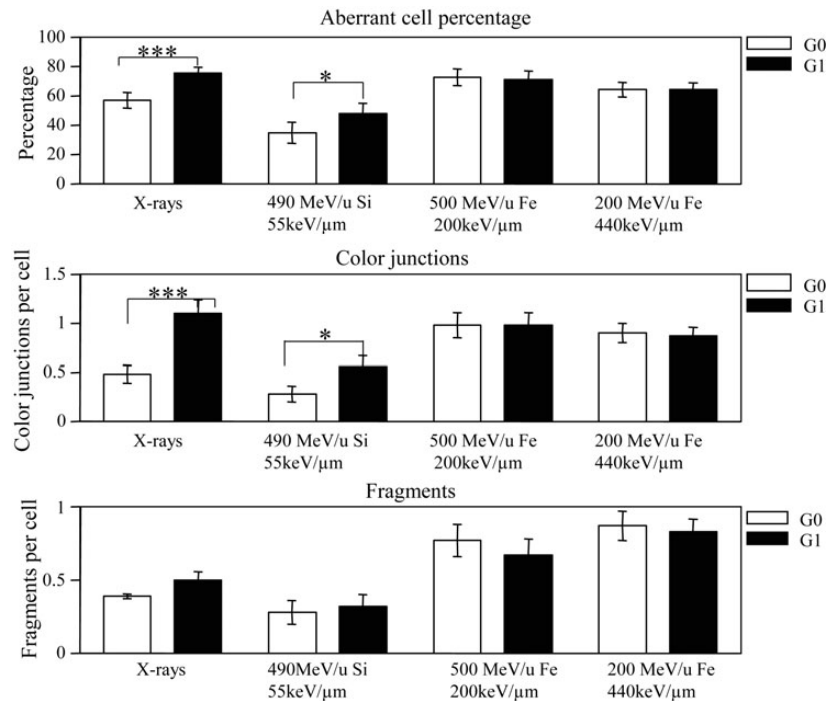 Aberrant cell percentage
Percentage
100
80
60
40
20
0
***
*
G0
G1
X-rays
490 MeV/u Si
55keV/µm
500 MeV/u Fe
200keV/µm
200 MeV/u Fe
440keV/µm
Color junctions
Color junctions per cell
1.5
1
0.5
0
***
*
G0
G1
X-rays
490 MeV/u Si
55keV/µm
500 MeV/u Fe
200keV/µm
200 MeV/u Fe
440keV/µm
Fragments
Fragments per cell
1
0.5
0
G0
G1
X-rays
490MeV/u Si
55keV/µm
500 MeV/u Fe
200keV/µm
200 MeV/u Fe
440keV/µm